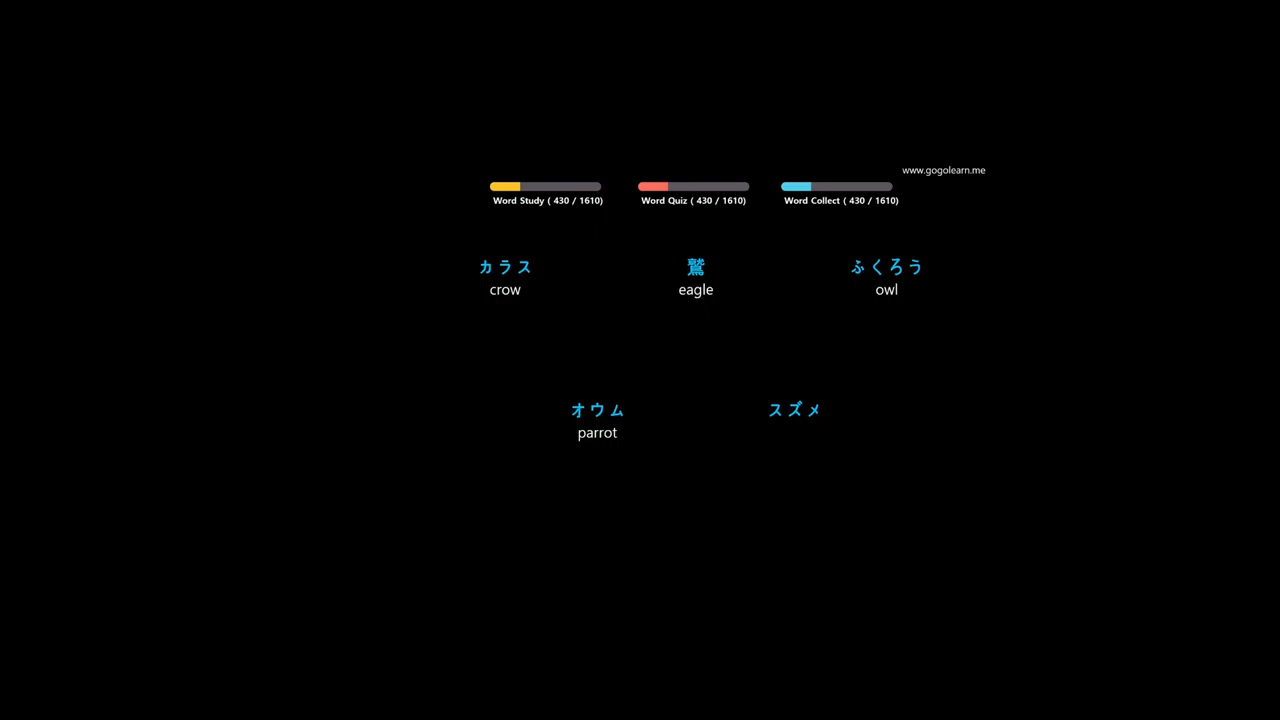 www.gogolearn.me
Word Study ( 430 / 1610)
Word Quiz ( 430 / 1610)
Word Collect ( 430 / 1610)
カラス
crow
鷲
eagle
ふくろう
owl
オウム
parrot
スズメ